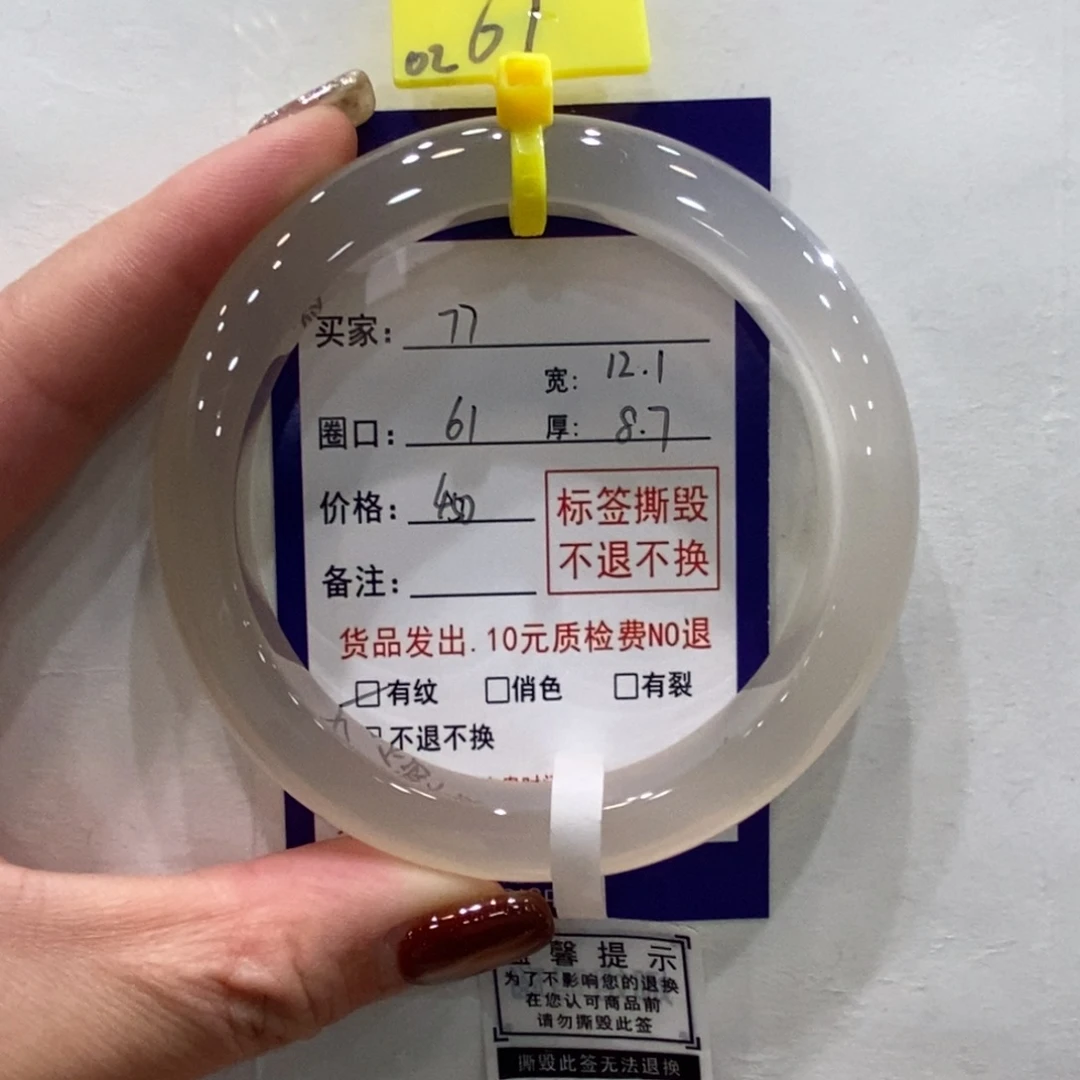 02 61
买家: 77
宽: 12.1
圈口: 61 厚: 8.7
价格:
标签撕毁
不退不换
备注:
货品发出.10元质检费NO退
□有纹 □俏色 □有裂
□不退不换
温馨提示
为了不影响您的退换
在您认可商品前
请勿撕毁此签
撕毁此签无法退换